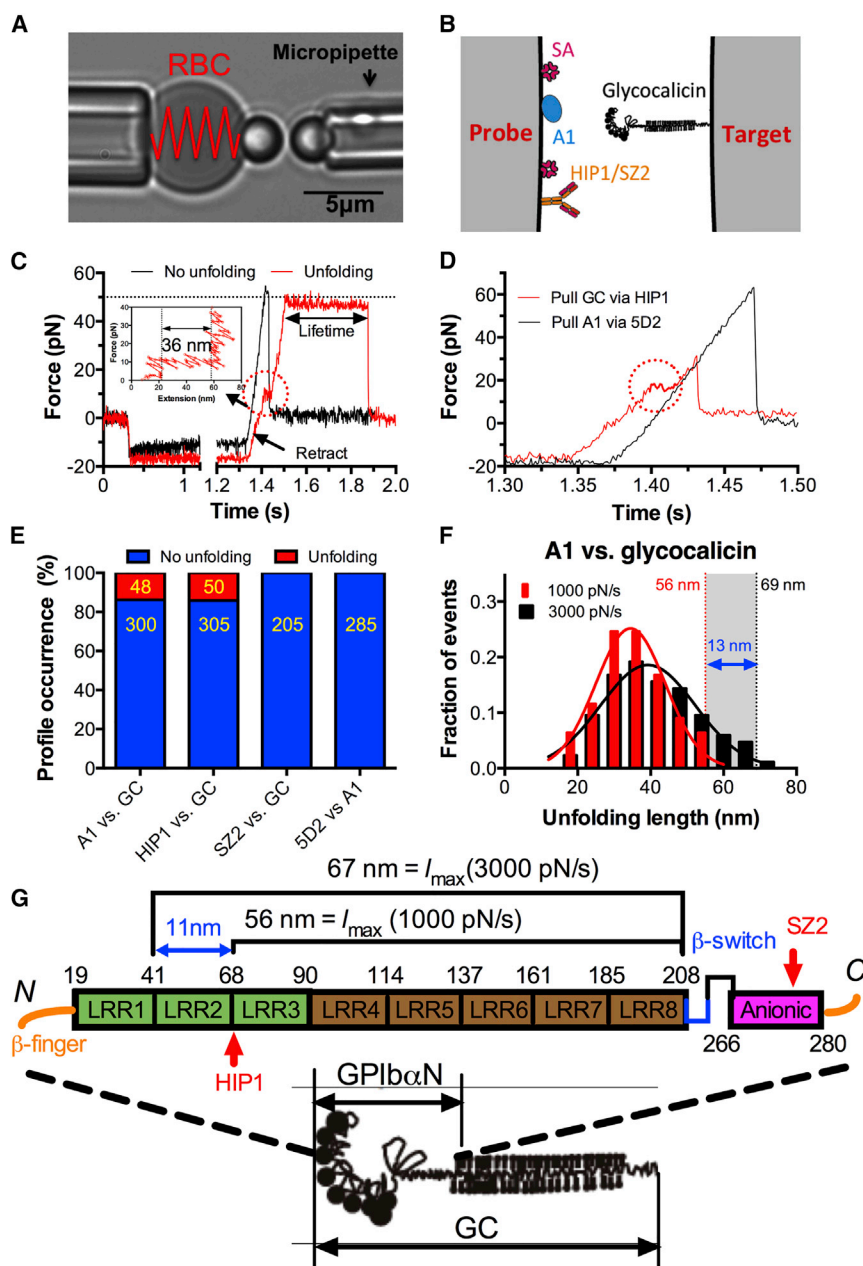 A
RBC
Micropipette
5μm
B
SA
Glycocalicin
Probe
A1
Target
HIP1/SZ2
C
No unfolding
Unfolding
Force (pN)
60
40
20
0
-20
Lifetime
Retract
Force (pN)
40
30
20
10
0
36 nm
0 20 40 60 80
Extension (nm)
0 1 1.2 1.4 1.6 1.8 2.0
Time (s)
D
Pull GC via HIP1
Pull A1 via 5D2
Force (pN)
60
40
20
0
-20
1.30 1.35 1.40 1.45 1.50
Time (s)
E
No unfolding
Unfolding
Profile occurrence (%)
100
80
60
40
20
0
48 50
300 305 205 285
A1 vs. GC
HIP1 vs. GC
SZ2 vs. GC
5D2 vs A1
F
A1 vs. glycocalicin
1000 pN/s
3000 pN/s
56 nm
69 nm
13 nm
Fraction of events
0.3
0.2
0.1
0.0
0 20 40 60 80
Unfolding length (nm)
G
67 nm = lmax(3000 pN/s)
56 nm = lmax (1000 pN/s)
11nm
β-switch
SZ2
N
19 41 68 90 114 137 161 185 208
C
LRR1 LRR2 LRR3 LRR4 LRR5 LRR6 LRR7 LRR8 Anionic
β-finger
HIP1
266 280
GPIbαN
GC